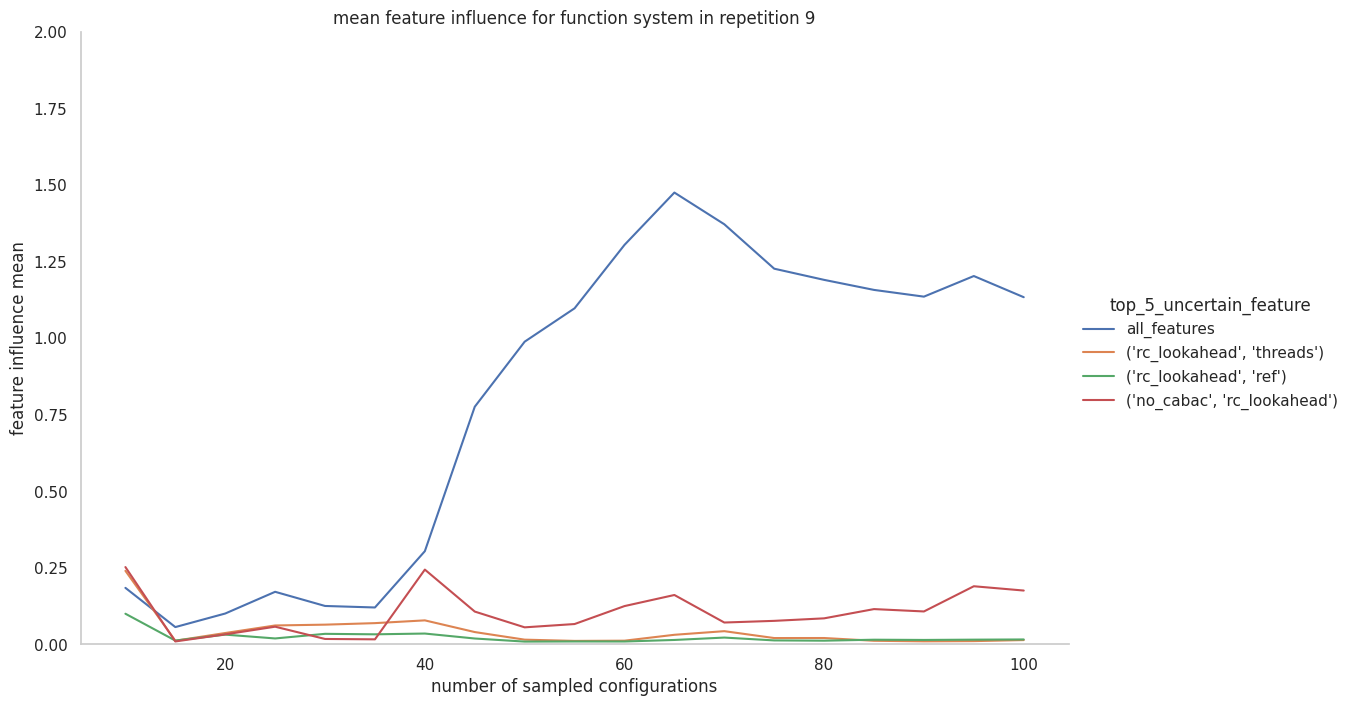 mean feature influence for function system in repetition 9
2.00
1.75
1.50
1.25
1.00
0.75
0.50
0.25
0.00
feature influence mean
20 40 60 80 100
number of sampled configurations
top_5_uncertain_feature
all_features
('rc_lookahead', 'threads')
('rc_lookahead', 'ref')
('no_cabac', 'rc_lookahead')